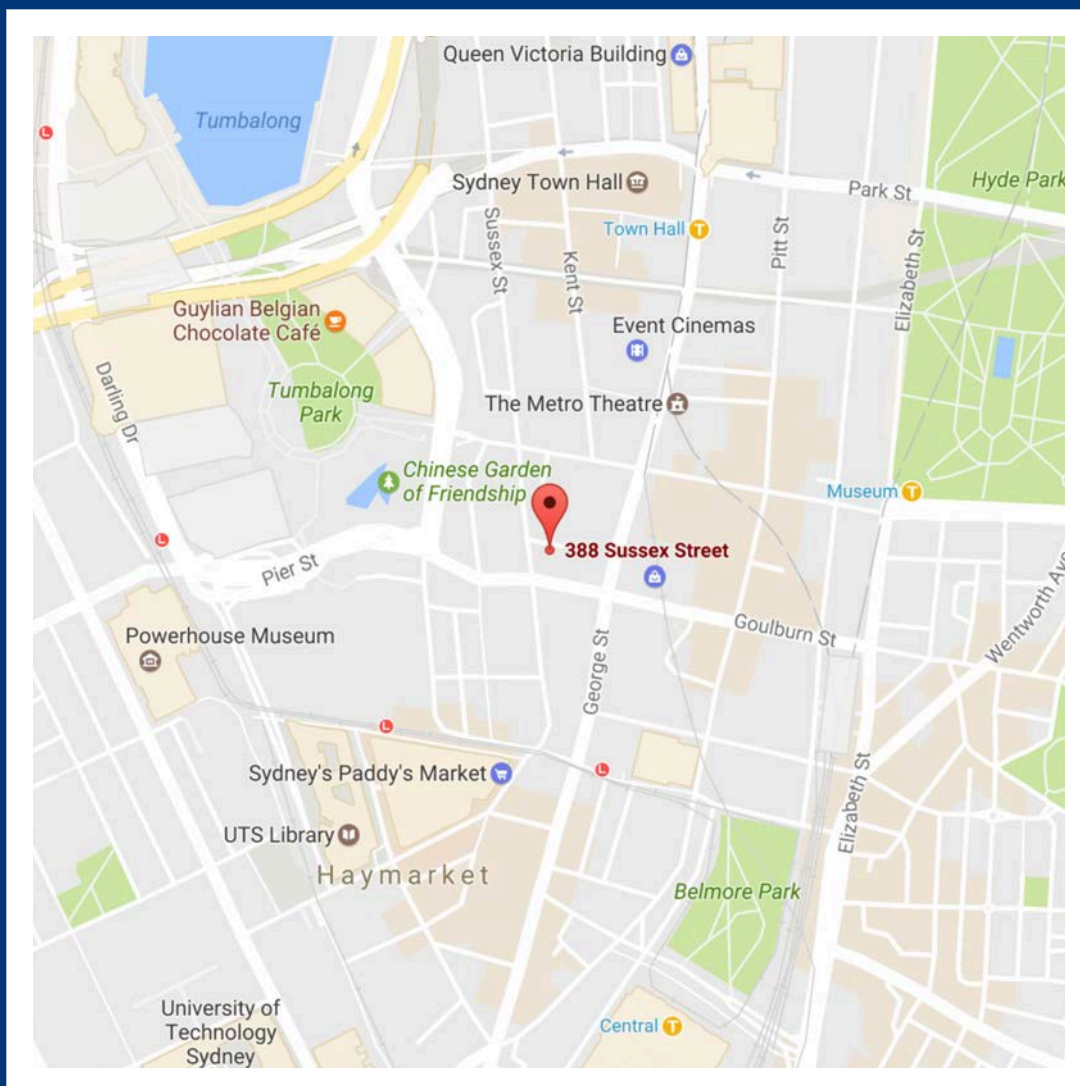 Queen Victoria Building
Tumbalong
Sydney Town Hall
Park St
Hyde Park
Town Hall
Sussex St
Kent St
Pitt St
Elizabeth St
Guylian Belgian
Chocolate Café
Event Cinemas
Darling Dr
Tumbalong
Park
The Metro Theatre
Chinese Garden
of Friendship
Museum
388 Sussex Street
Pier St
Goulburn St
Wentworth Ave
Powerhouse Museum
George St
Sydney's Paddy's Market
Elizabeth St
UTS Library
Haymarket
Belmore Park
University of
Technology
Sydney
Central